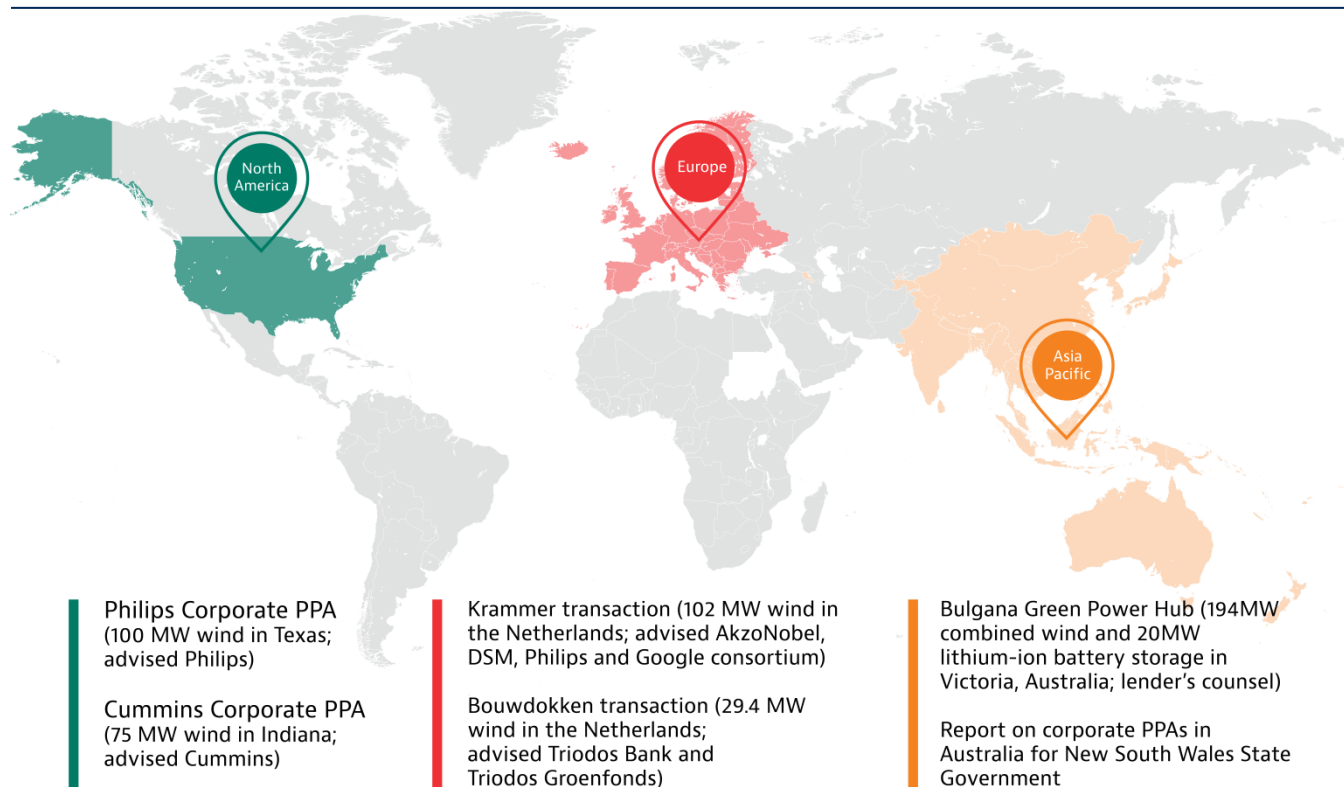 North
America
Europe
Asia
Pacific
Philips Corporate PPA
(100 MW wind in Texas;
advised Philips)
Cummins Corporate PPA
(75 MW wind in Indiana;
advised Cummins)
Krammer transaction (102 MW wind in
the Netherlands; advised AkzoNobel,
DSM, Philips and Google consortium)
Bouwdokken transaction (29.4 MW
wind in the Netherlands;
advised Triodos Bank and
Triodos Groenfonds)
Bulgana Green Power Hub (194MW
combined wind and 20MW
lithium-ion battery storage in
Victoria, Australia; lender’s counsel)
Report on corporate PPAs in
Australia for New South Wales State
Government